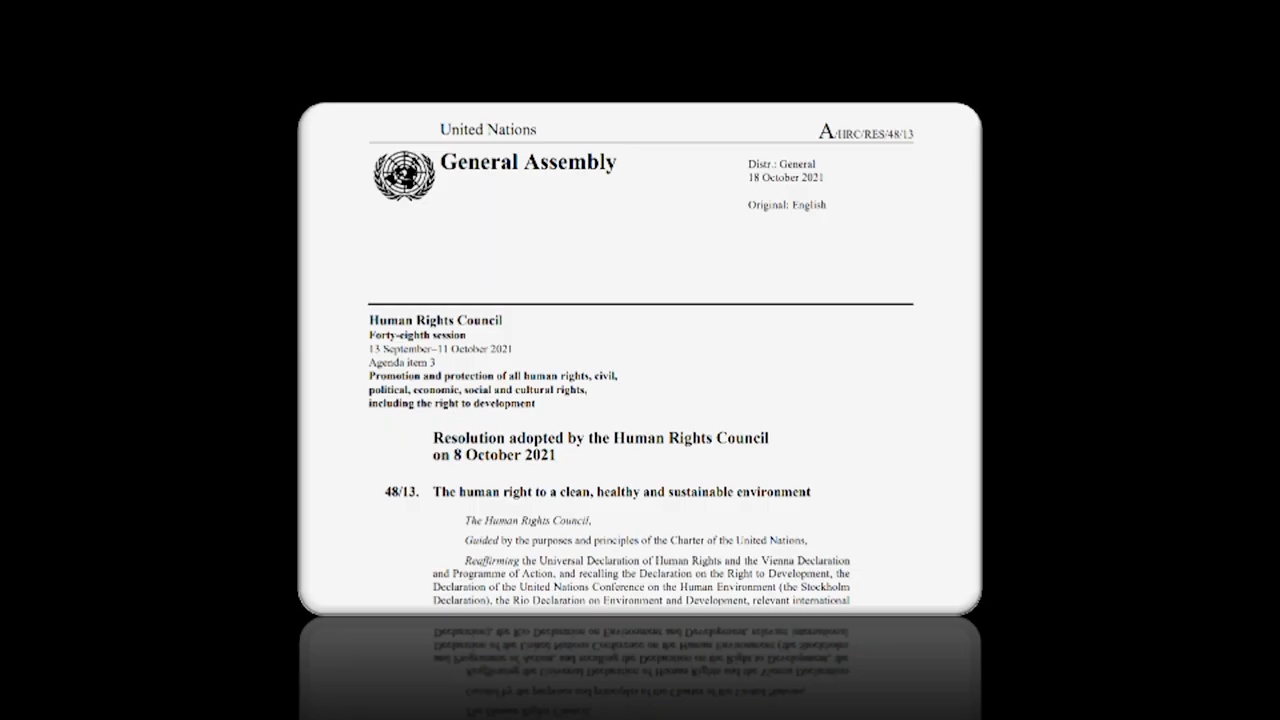 United Nations
A/HRC/RES/48/13
General Assembly
Distr.: General
18 October 2021
Original: English
Human Rights Council
Forty-eighth session
13 September–11 October 2021
Agenda item 3
Promotion and protection of all human rights, civil,
political, economic, social and cultural rights,
including the right to development
Resolution adopted by the Human Rights Council
on 8 October 2021
48/13. The human right to a clean, healthy and sustainable environment
The Human Rights Council,
Guided by the purposes and principles of the Charter of the United Nations,
Reaffirming the Universal Declaration of Human Rights and the Vienna Declaration
and Programme of Action, and recalling the Declaration on the Right to Development, the
Declaration of the United Nations Conference on the Human Environment (the Stockholm
Declaration), the Rio Declaration on Environment and Development, relevant international